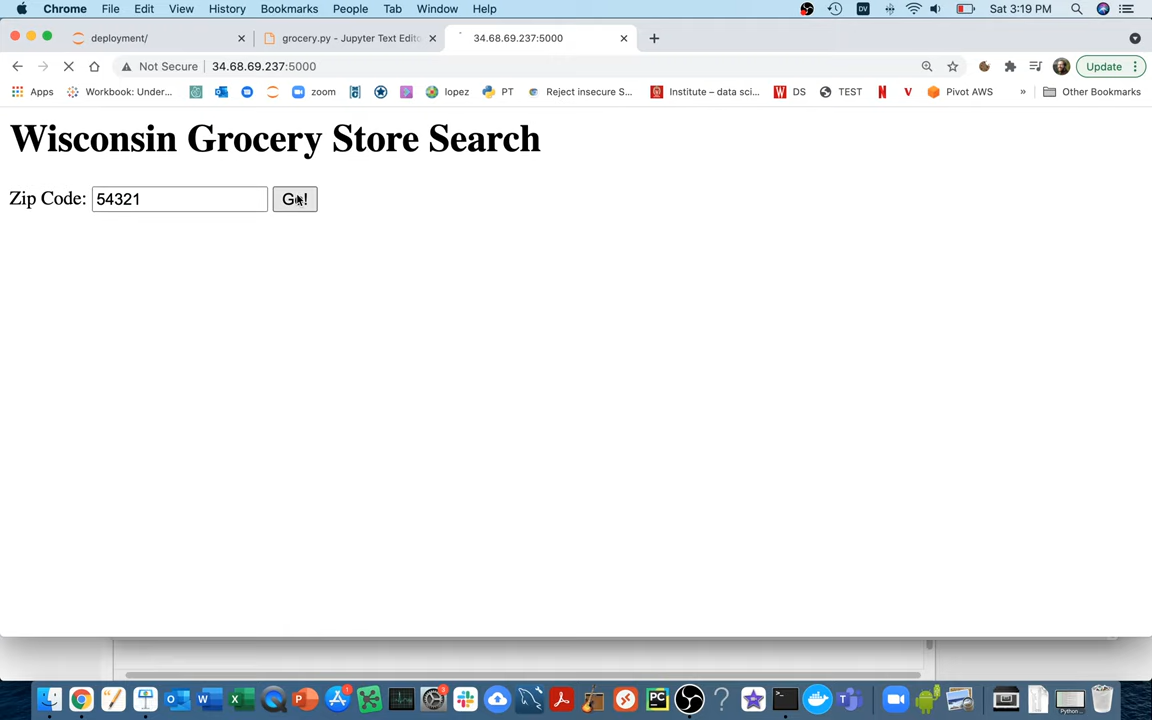 Chrome File Edit View History Bookmarks People Tab Window Help DV Sat 3:19 PM
deployment/ grocery.py - Jupyter Text Edito 34.68.69.237:5000
Not Secure 34.68.69.237:5000 Update
Apps Workbook: Under... zoom lopez PT Reject insecure S... Institute – data sci... DS TEST Pivot AWS » Other Bookmarks
Wisconsin Grocery Store Search
Zip Code: 54321 Go!